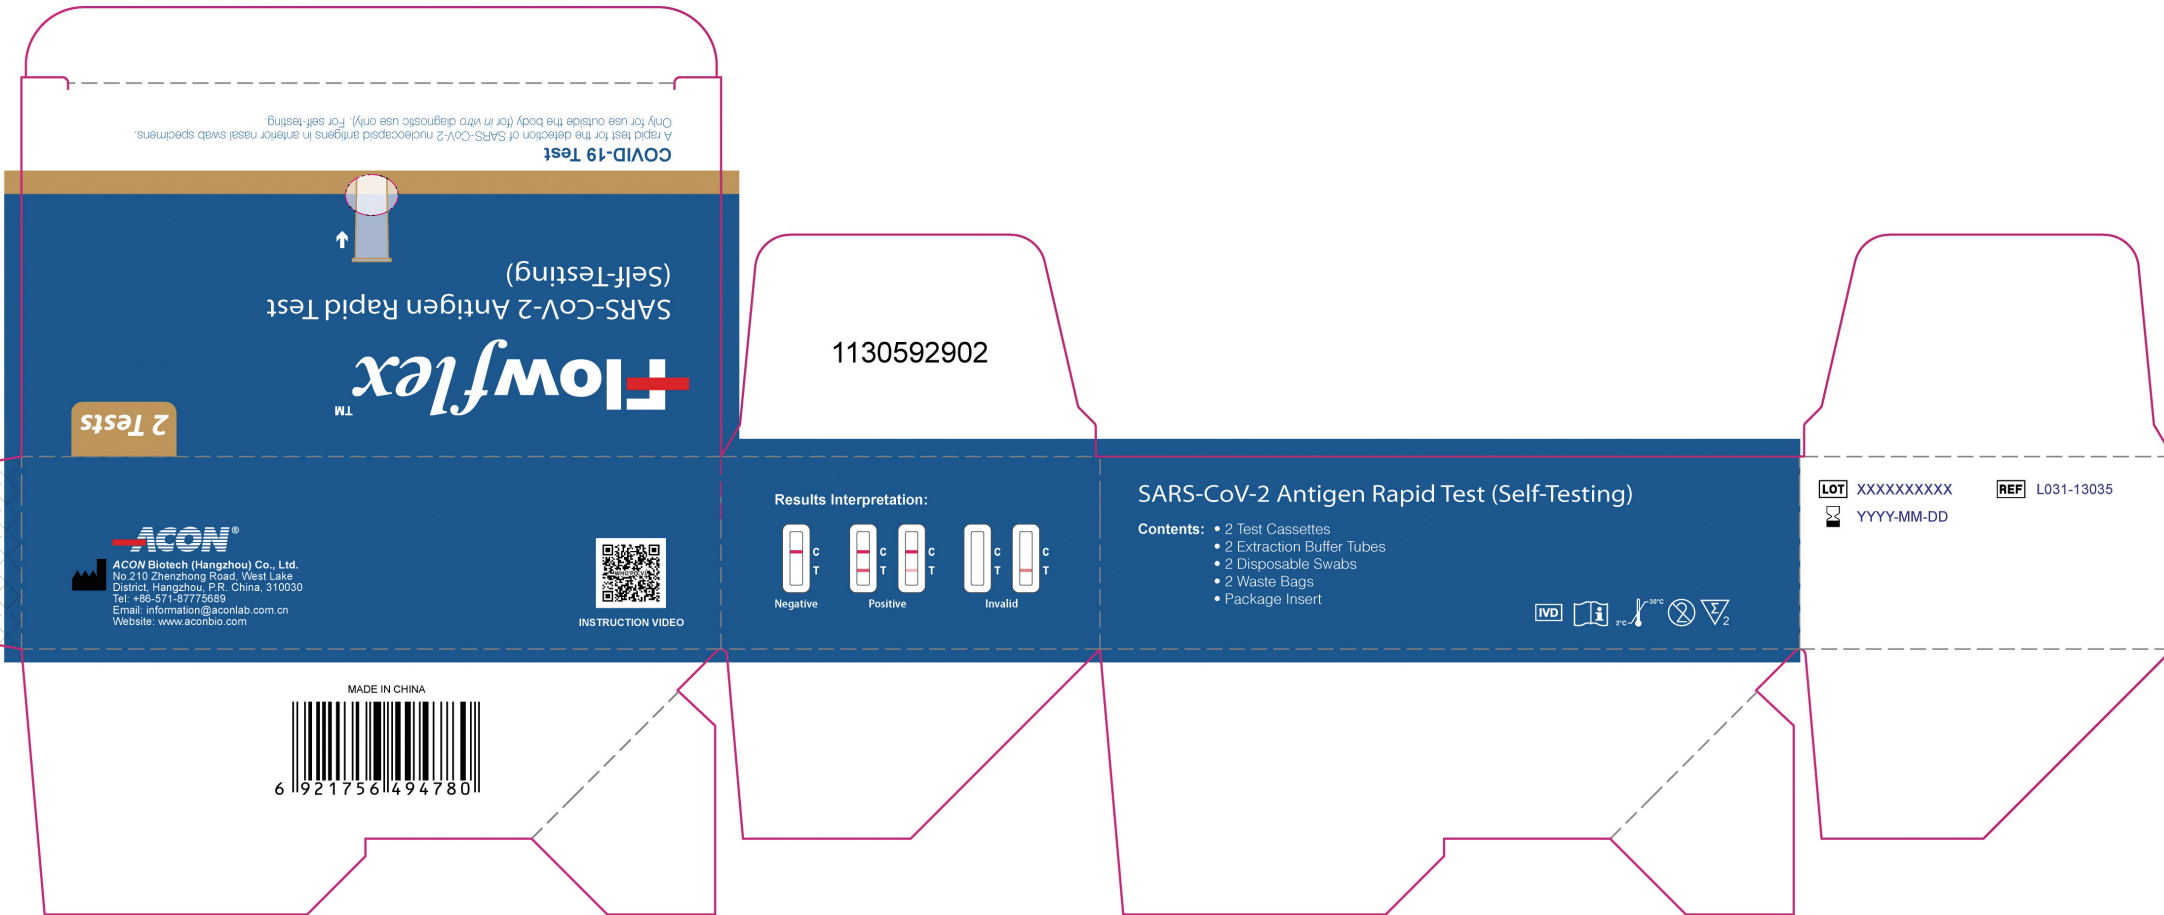 Only for use outside the body (for in vitro diagnostic use only). For self-testing.
A rapid test for the detection of SARS-CoV-2 nucleocapsid antigens in anterior nasal swab specimens.
COVID-19 Test
(Self-Testing)
SARS-CoV-2 Antigen Rapid Test
Flowflex™
2 Tests
1130592902
ACON®
ACON Biotech (Hangzhou) Co., Ltd.
No.210 Zhenzhong Road, West Lake
District, Hangzhou, P.R. China, 310030
Tel: +86-571-87775689
Email: information@aconlab.com.cn
Website: www.aconbio.com
INSTRUCTION VIDEO
Results Interpretation:
C
T
Negative
C
T
C
T
Positive
C
T
C
T
Invalid
SARS-CoV-2 Antigen Rapid Test (Self-Testing)
Contents: • 2 Test Cassettes
• 2 Extraction Buffer Tubes
• 2 Disposable Swabs
• 2 Waste Bags
• Package Insert
IVD
i
2°C
30°C
2
Σ
2
LOT XXXXXXXXXX
REF L031-13035
YYYY-MM-DD
MADE IN CHINA
6 921756 494780